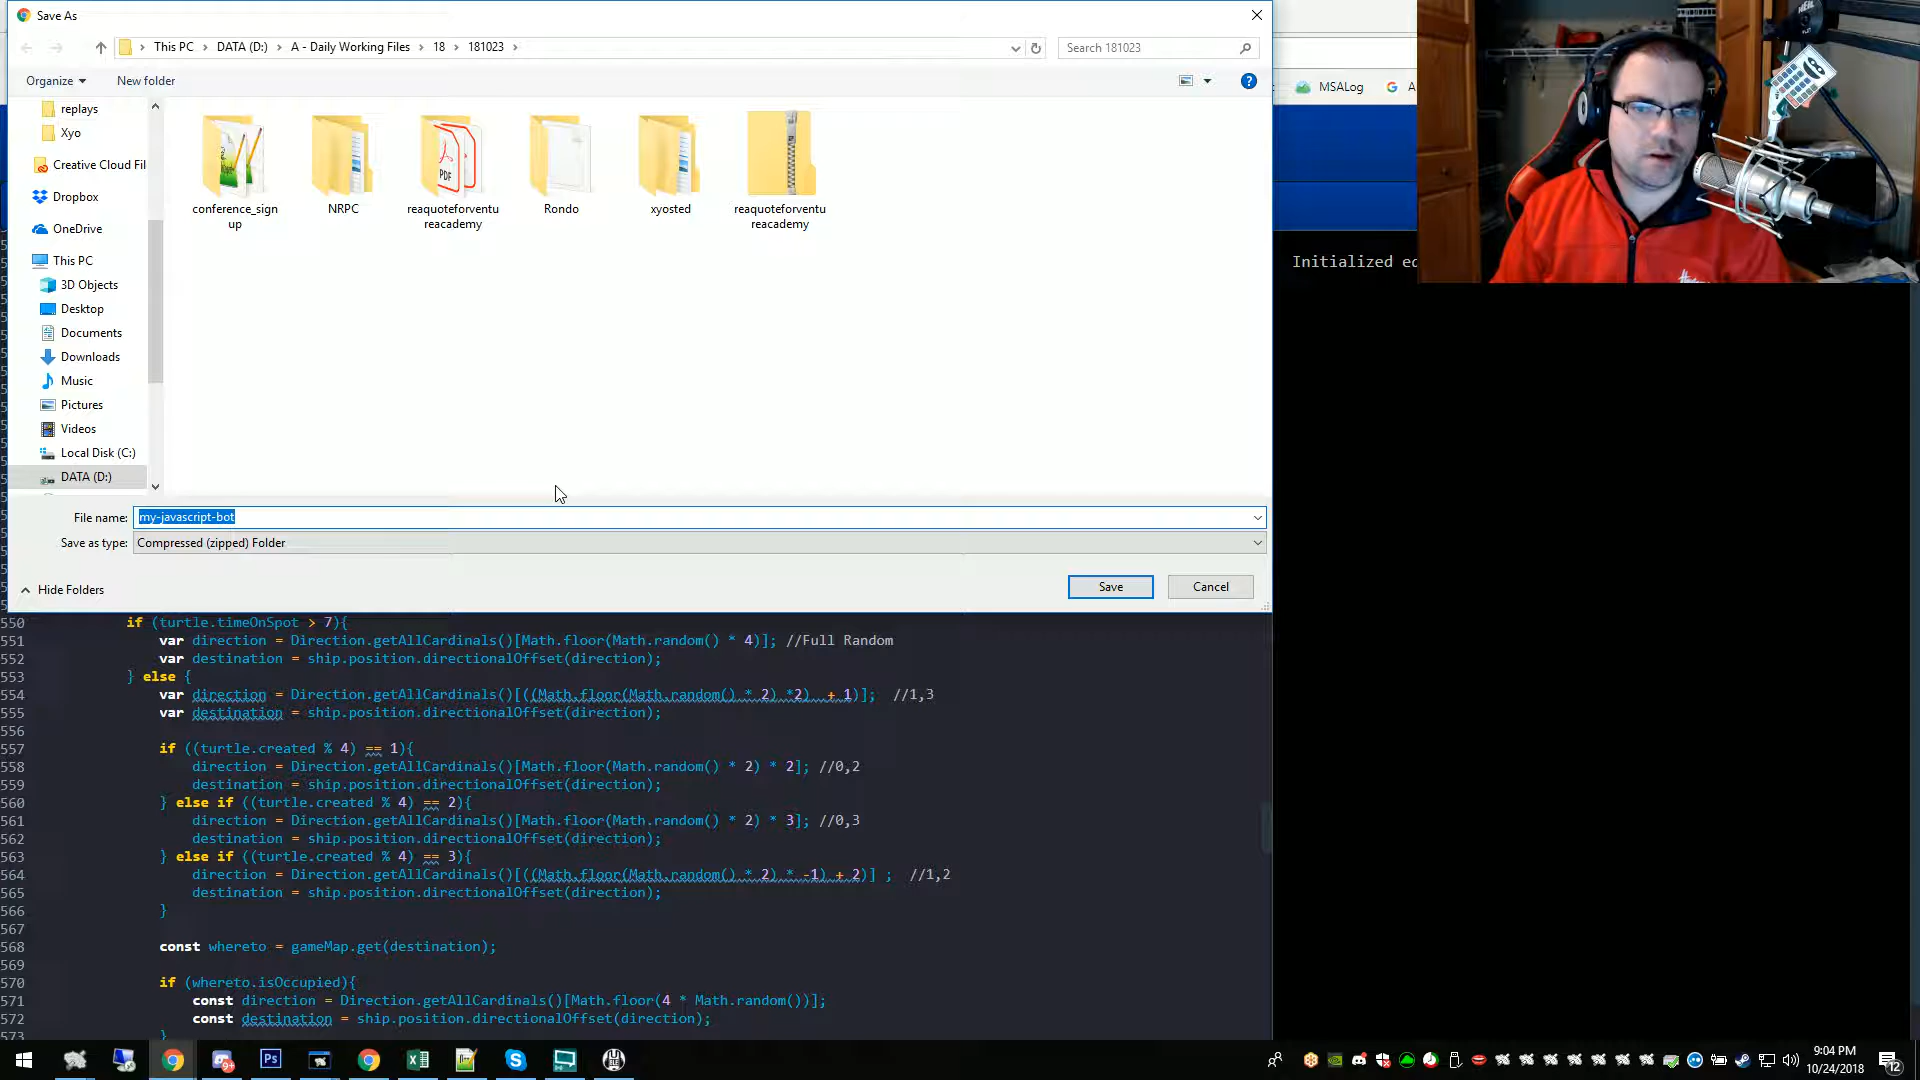 Save As
This PC
DATA (D:)
A - Daily Working Files
18
181023
Search 181023
Organize
New folder
replays
Xyo
Creative Cloud Fil
Dropbox
OneDrive
This PC
3D Objects
Desktop
Documents
Downloads
Music
Pictures
Videos
Local Disk (C:)
DATA (D:)
conference_sign
up
NRPC
reaquoteforventu
reacademy
Rondo
xyosted
reaquoteforventu
reacademy
File name: my-javascript-bot
Save as type: Compressed (zipped) Folder
Hide Folders
Save
Cancel
MSALog
A
Initialized ec
550 if (turtle.timeOnSpot > 7){
551 var direction = Direction.getAllCardinals()[Math.floor(Math.random() * 4)]; //Full Random
552 var destination = ship.position.directionalOffset(direction);
553 } else {
554 var direction = Direction.getAllCardinals()[((Math.floor(Math.random() * 2) *2) + 1)]; //1,3
555 var destination = ship.position.directionalOffset(direction);
556
557 if ((turtle.created % 4) == 1){
558 direction = Direction.getAllCardinals()[Math.floor(Math.random() * 2) * 2]; //0,2
559 destination = ship.position.directionalOffset(direction);
560 } else if ((turtle.created % 4) == 2){
561 direction = Direction.getAllCardinals()[Math.floor(Math.random() * 2) * 3]; //0,3
562 destination = ship.position.directionalOffset(direction);
563 } else if ((turtle.created % 4) == 3){
564 direction = Direction.getAllCardinals()[((Math.floor(Math.random() * 2) * -1) + 2)] ; //1,2
565 destination = ship.position.directionalOffset(direction);
566 }
567
568 const whereto = gameMap.get(destination);
569
570 if (whereto.isOccupied){
571 const direction = Direction.getAllCardinals()[Math.floor(4 * Math.random())];
572 const destination = ship.position.directionalOffset(direction);
573 }
9:04 PM
10/24/2018
12